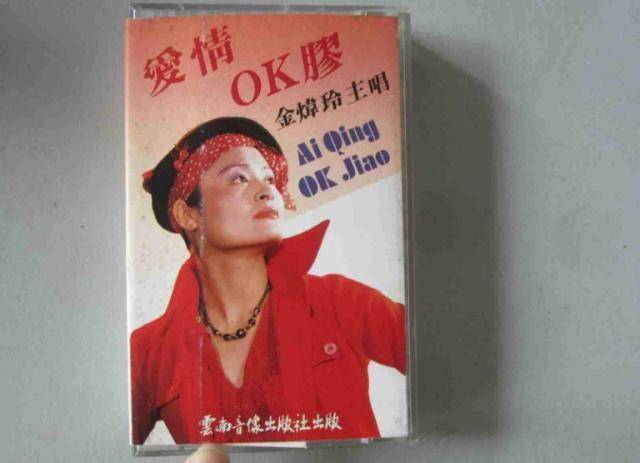 愛情
OK膠
金煒玲主唱
Ai Qing
OK Jiao
雲南音像出版社出版